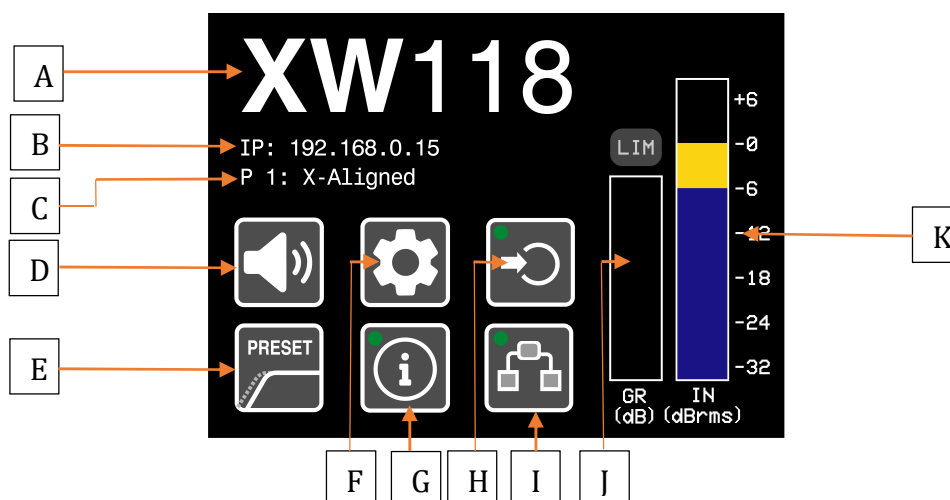 XW118
IP: 192.168.0.15
P 1: X-Aligned
LIM
+6
-0
-6
-12
-18
-24
-32
PRESET
GR
(dB)
IN
(dBrms)
A
B
C
D
E
F
G
H
I
J
K